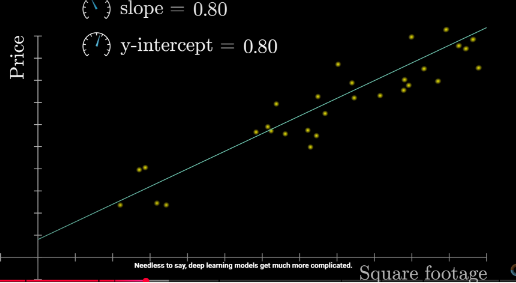 slope = 0.80
y-intercept = 0.80
Price
Needless to say, deep learning models get much more complicated.
Square footage